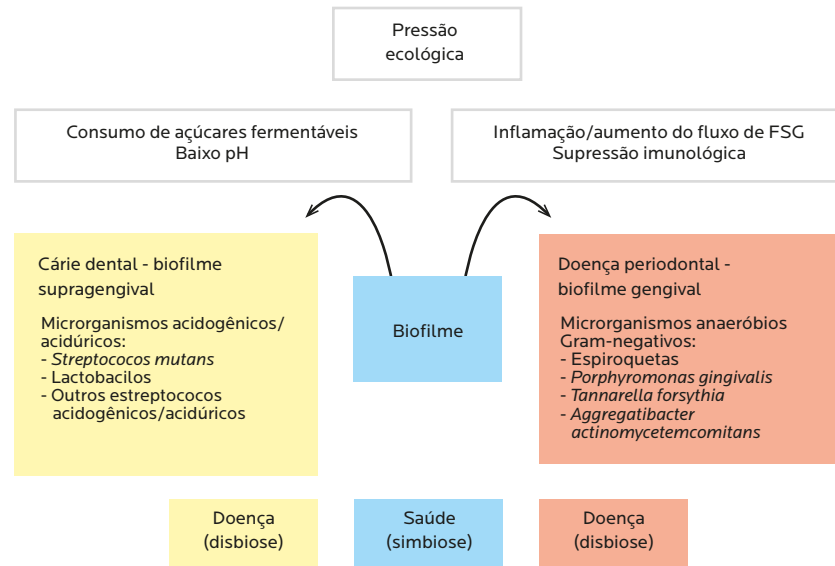 Pressão
ecológica
Consumo de açúcares fermentáveis
Baixo pH
Inflamação/aumento do fluxo de FSG
Supressão imunológica
Cárie dental - biofilme
supragengival
Microrganismos acidogênicos/
acidúricos:
- Streptococos mutans
- Lactobacilos
- Outros estreptococos
acidogênicos/acidúricos
Biofilme
Doença periodontal -
biofilme gengival
Microrganismos anaeróbios
Gram-negativos:
- Espiroquetas
- Porphyromonas gingivalis
- Tannarella forsythia
- Aggregatibacter
actinomycetemcomitans
Doença
(disbiose)
Saúde
(simbiose)
Doença
(disbiose)